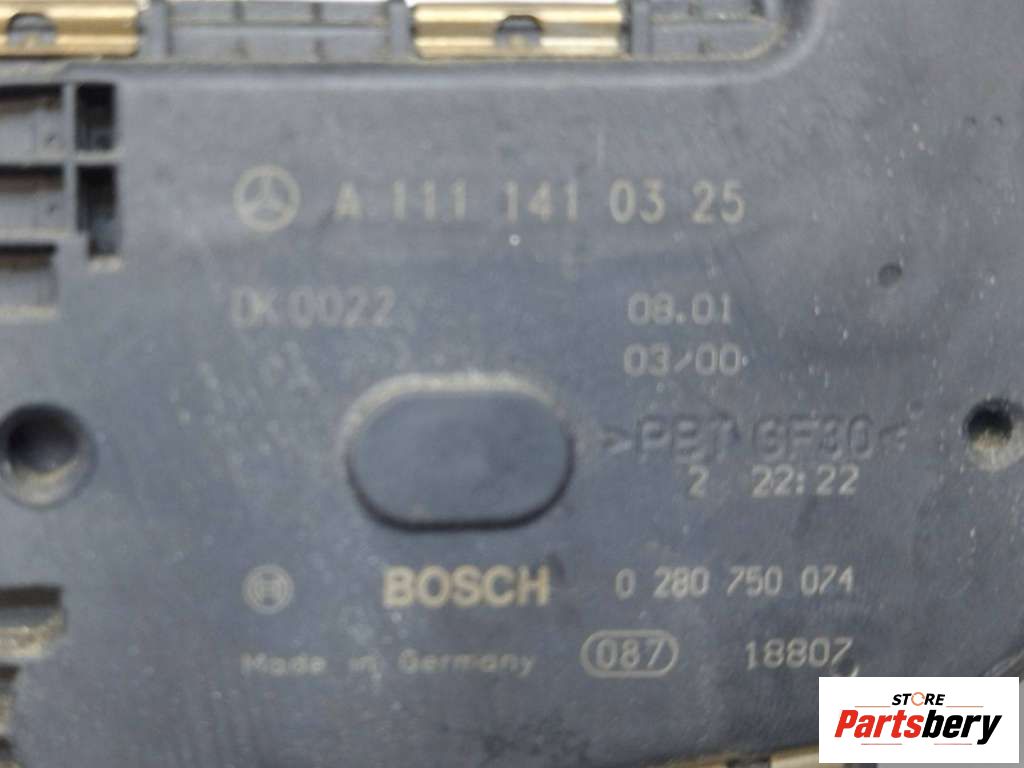 A 111 141 03 25
DK0022 08.01
03/00
>PBT GF30<
2 22:22
BOSCH 0 280 750 074
Made in Germany 087 18807
STORE
Partsbery